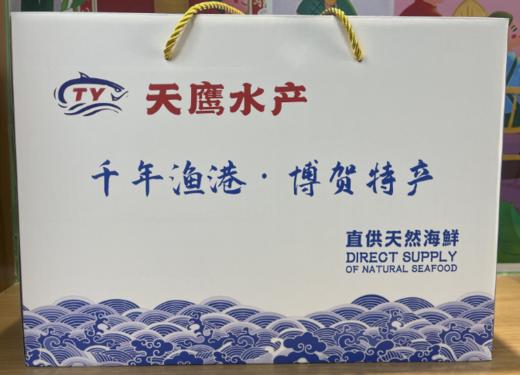 TY 天鹰水产
千年渔港·博贺特产
直供天然海鲜
DIRECT SUPPLY
OF NATURAL SEAFOOD